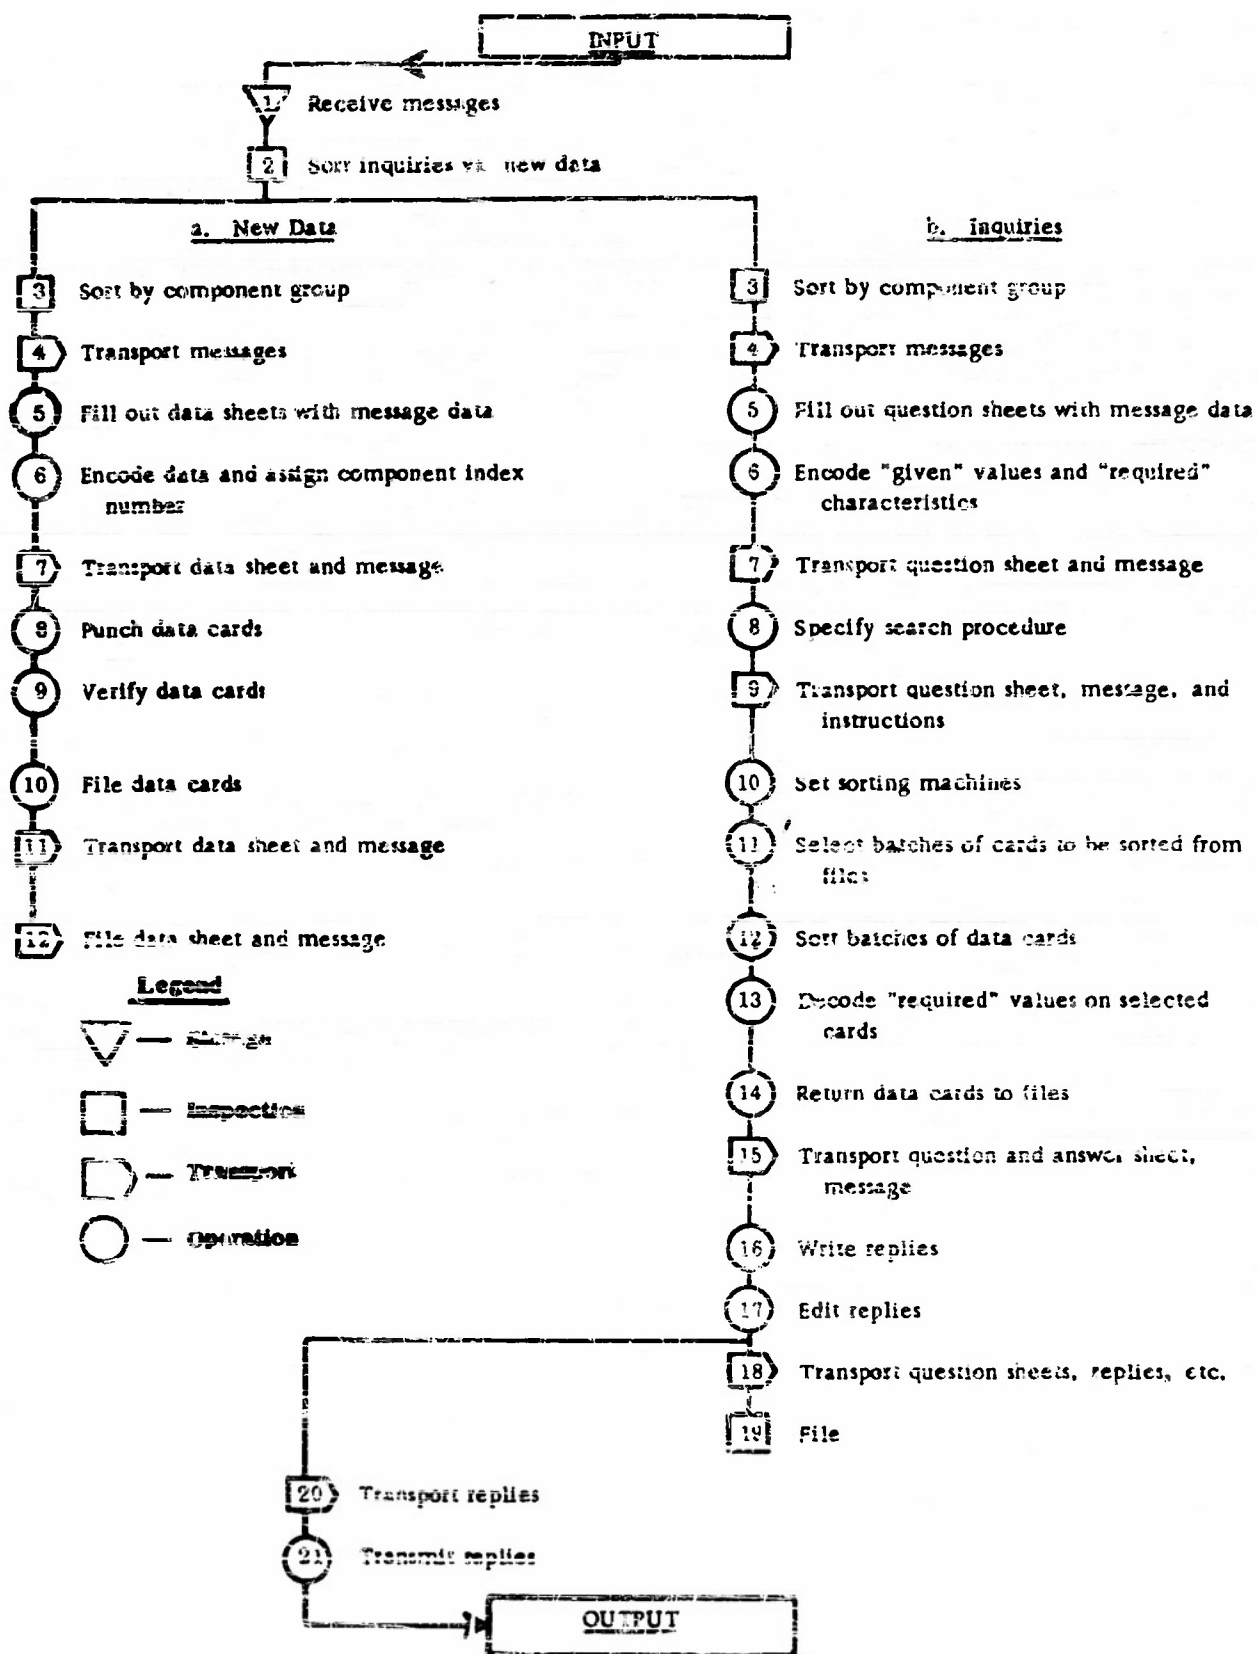 INPUT
1 Receive messages
2 Sort inquiries vs. new data
a. New Data
3 Sort by component group
4 Transport messages
5 Fill out data sheets with message data
6 Encode data and assign component index
number
7 Transport data sheet and message
8 Punch data cards
9 Verify data cards
10 File data cards
11 Transport data sheet and message
12 File data sheet and message
Legend
— Storage
— Inspection
— Transport
— Operation
b. Inquiries
3 Sort by component group
4 Transport messages
5 Fill out question sheets with message data
6 Encode "given" values and "required"
characteristics
7 Transport question sheet and message
8 Specify search procedure
9 Transport question sheet, message, and
instructions
10 Set sorting machines
11 Select batches of cards to be sorted from
files
12 Sort batches of data cards
13 Decode "required" values on selected
cards
14 Return data cards to files
15 Transport question and answer sheet,
message
16 Write replies
17 Edit replies
18 Transport question sheets, replies, etc.
19 File
20 Transport replies
21 Transmit replies
OUTPUT